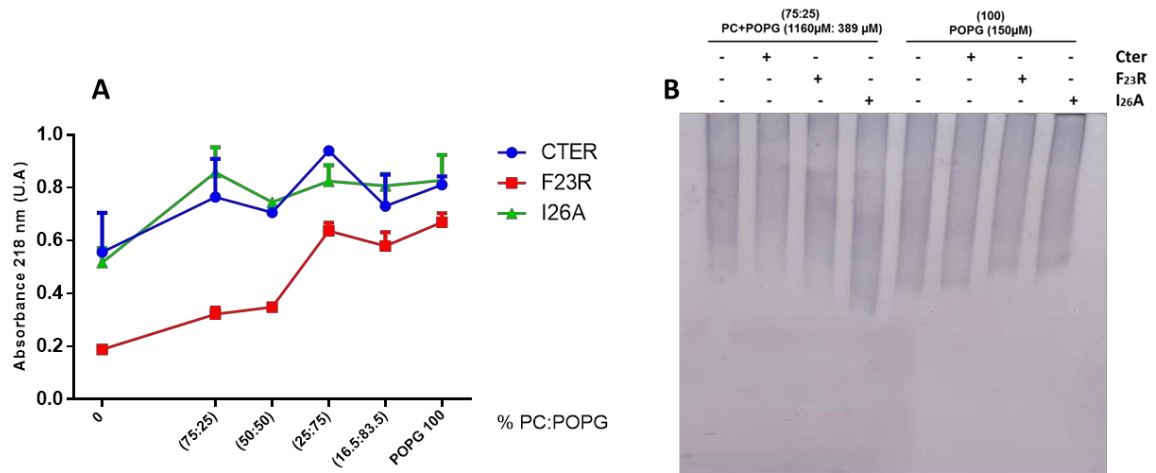 A
1.0
0.8
0.6
0.4
0.2
0.0
Absorbance 218 nm (U.A)
0
(75:25)
(50:50)
(25:75)
(16.5:83.5)
POPG 100
% PC:POPG
CTER
F23R
I26A
B
(75:25)
PC+POPG (1160µM: 389 µM)
(100)
POPG (150µM)
- + - - - + - - Cter
- - + - - - + - F23R
- - - + - - - + I26A